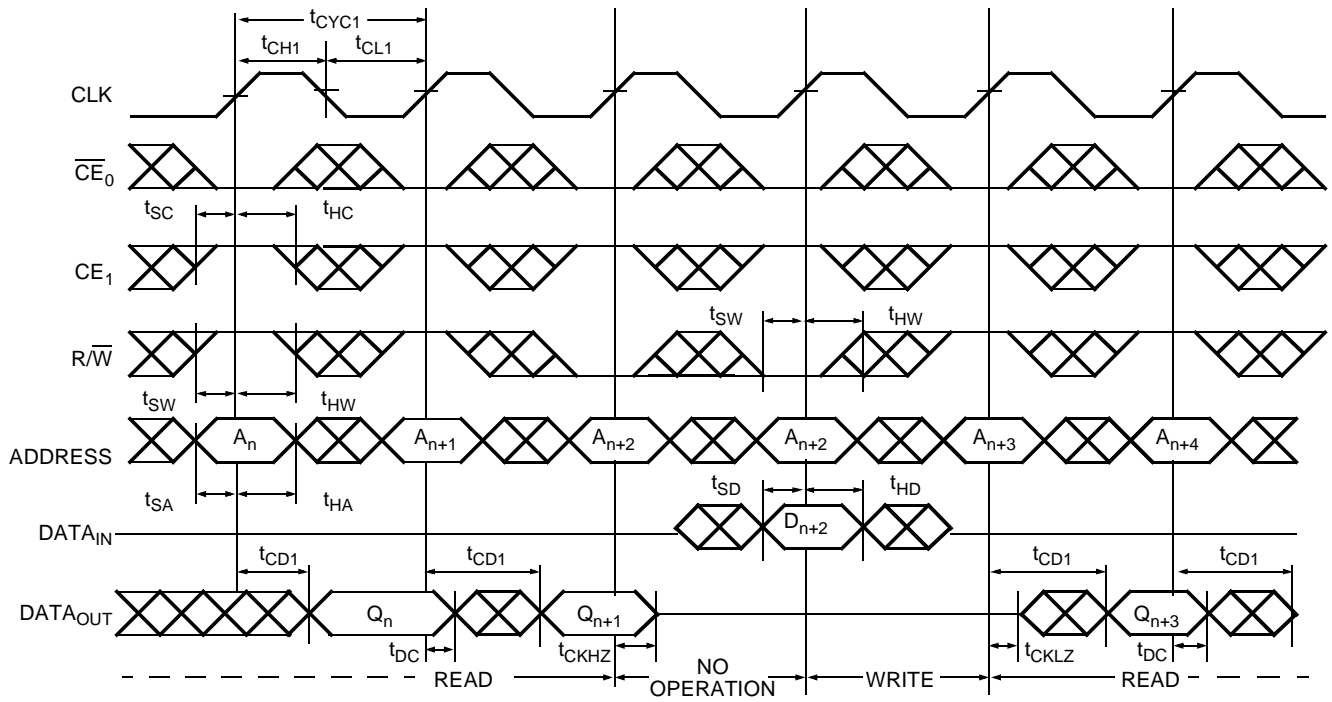 tCYC1
tCH1 tCL1
CLK
CE0
tSC tHC
CE1
tSW tHW
R/W
tSW tHW
ADDRESS An An+1 An+2 An+2 An+3 An+4
tSA tHA tSD tHD
DATAIN Dn+2
tCD1 tCD1 tCD1 tCD1
DATAOUT Qn Qn+1 Qn+3
tDC tCKHZ tCKLZ tDC
READ NO OPERATION WRITE READ